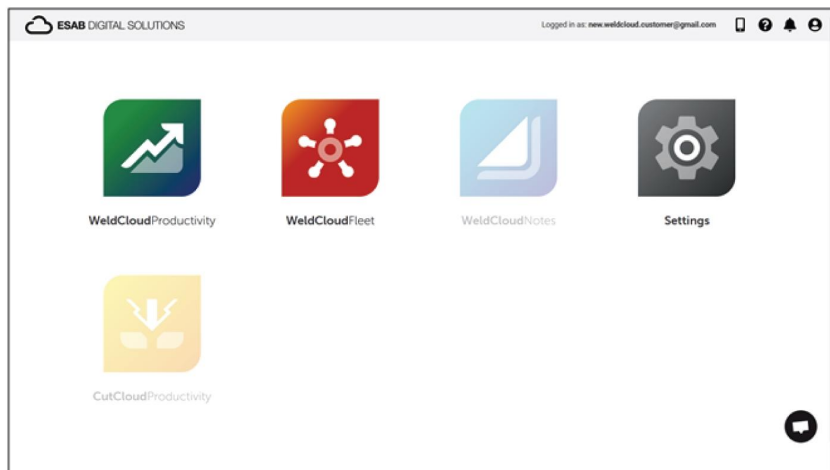 ESAB DIGITAL SOLUTIONS
Logged in as: new.weldcloud.customer@gmail.com
WeldCloudProductivity
WeldCloudFleet
WeldCloudNotes
Settings
CutCloudProductivity